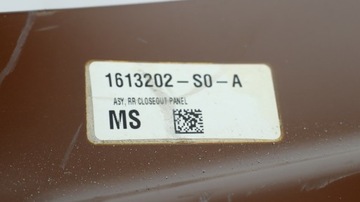 1613202-S0-A
ASY, RR CLOSEOUT PANEL
MS